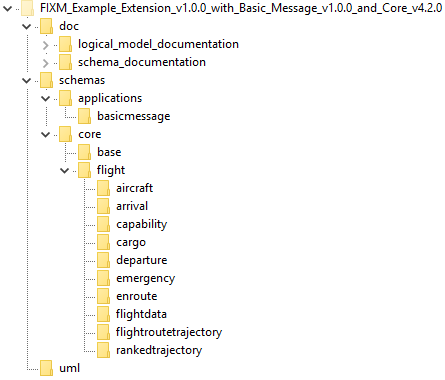 FIXM_Example_Extension_v1.0.0_with_Basic_Message_v1.0.0_and_Core_v4.2.0
doc
logical_model_documentation
schema_documentation
schemas
applications
basicmessage
core
base
flight
aircraft
arrival
capability
cargo
departure
emergency
enroute
flightdata
flightroutetrajectory
rankedtrajectory
uml